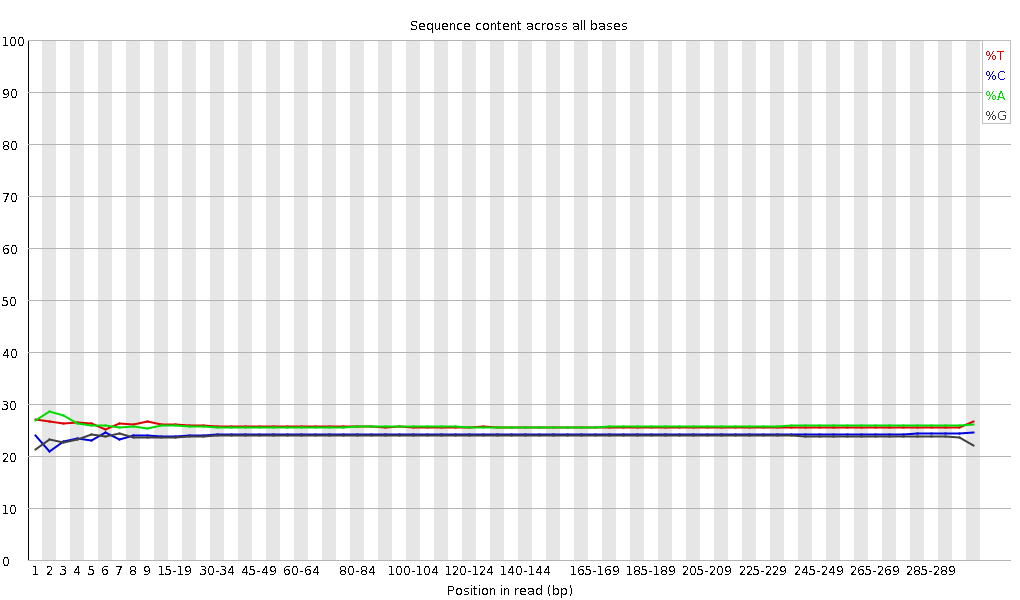 Sequence content across all bases
100
90
80
70
60
50
40
30
20
10
0
%T
%C
%A
%G
1 2 3 4 5 6 7 8 9 15-19 30-34 45-49 60-64 80-84 100-104 120-124 140-144 165-169 185-189 205-209 225-229 245-249 265-269 285-289
Position in read (bp)